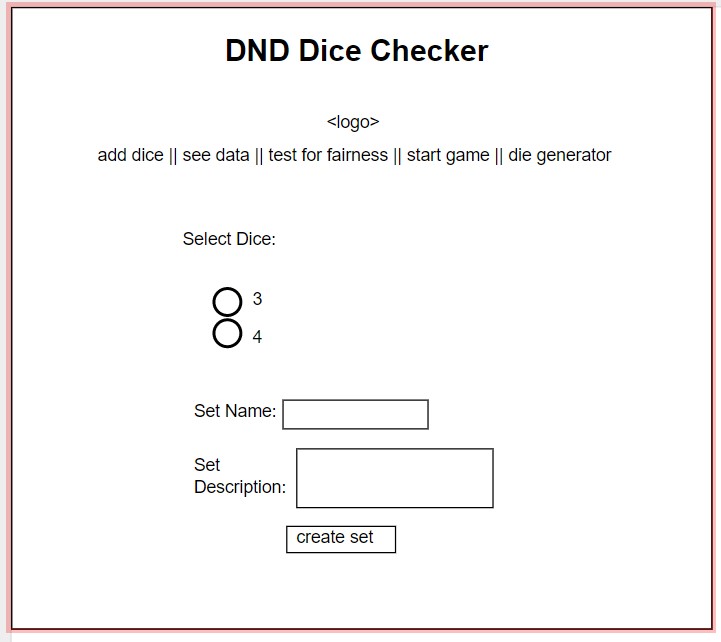 DND Dice Checker
<logo>
add dice || see data || test for fairness || start game || die generator
Select Dice:
3
4
Set Name:
Set
Description:
create set